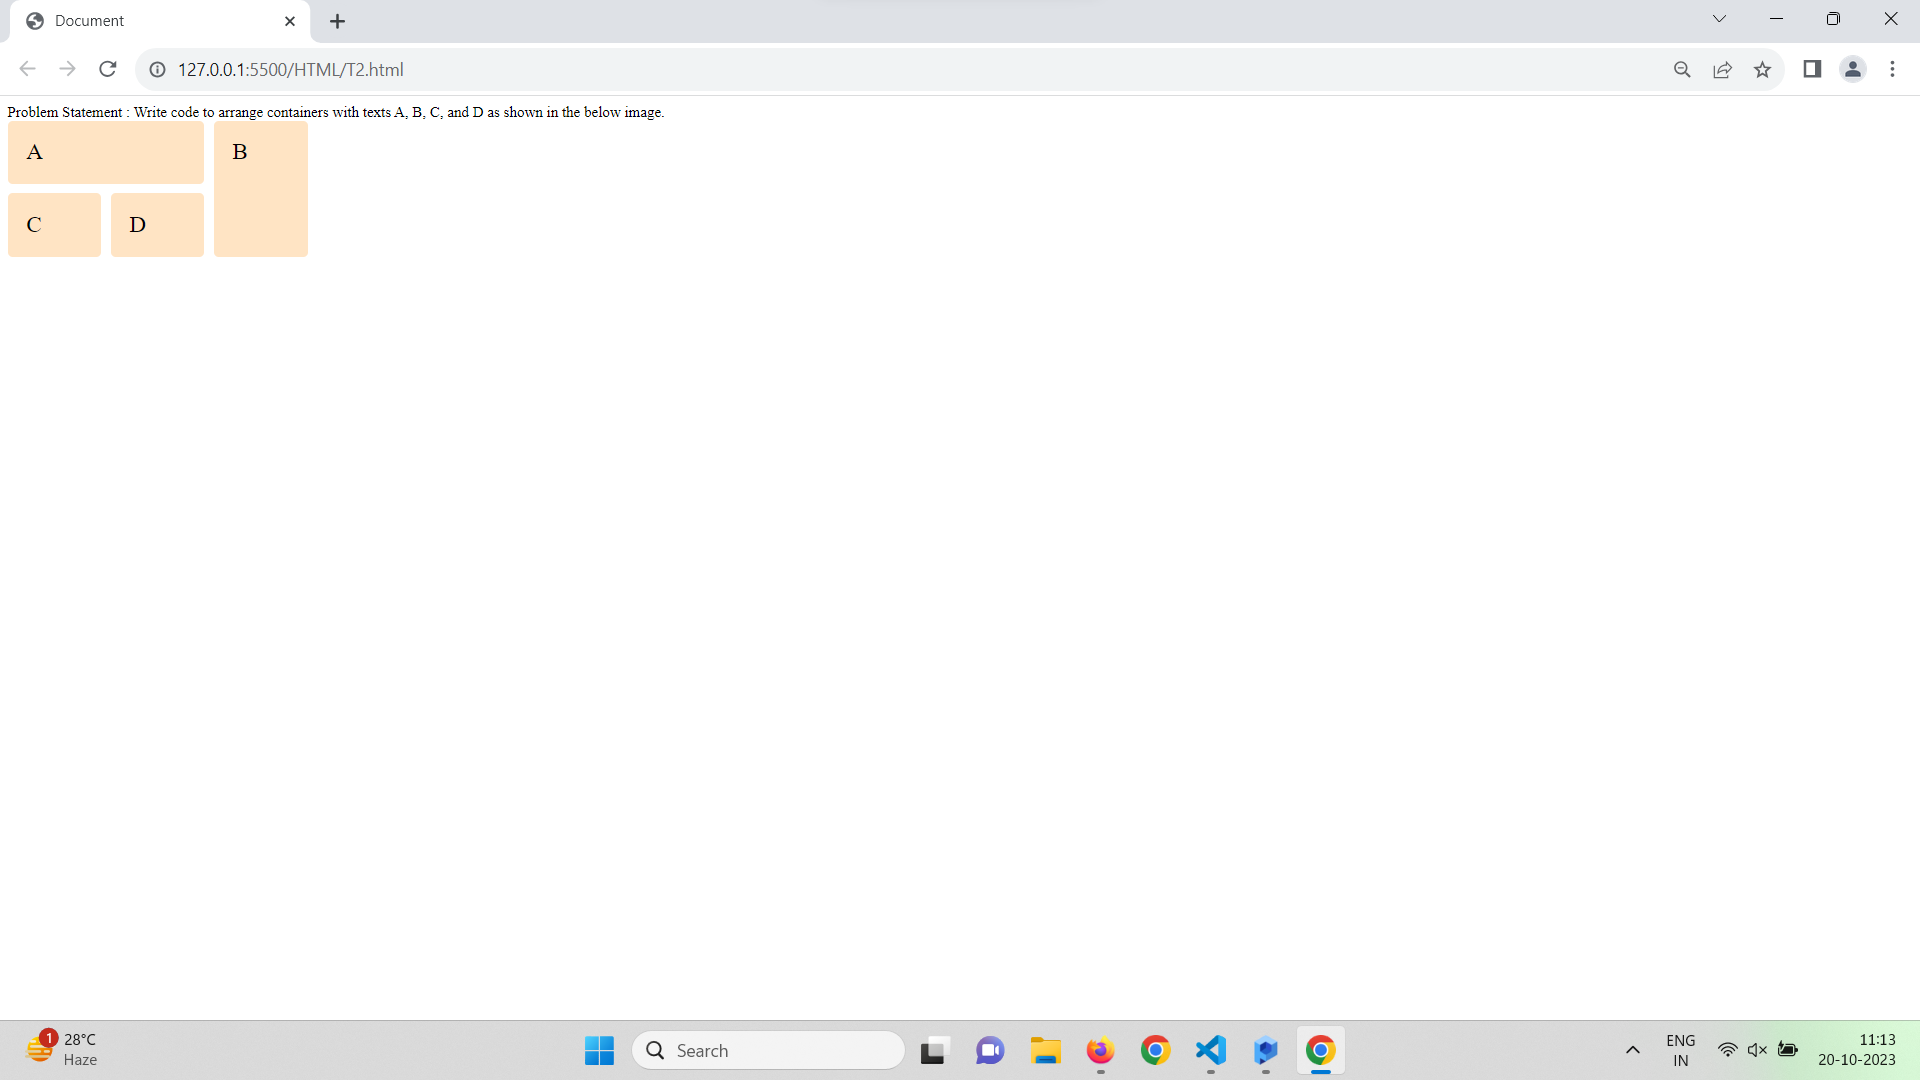 Document
127.0.0.1:5500/HTML/T2.html
Problem Statement : Write code to arrange containers with texts A, B, C, and D as shown in the below image.
A B
C D
1 28°C
Haze
Search
ENG
IN
11:13
20-10-2023